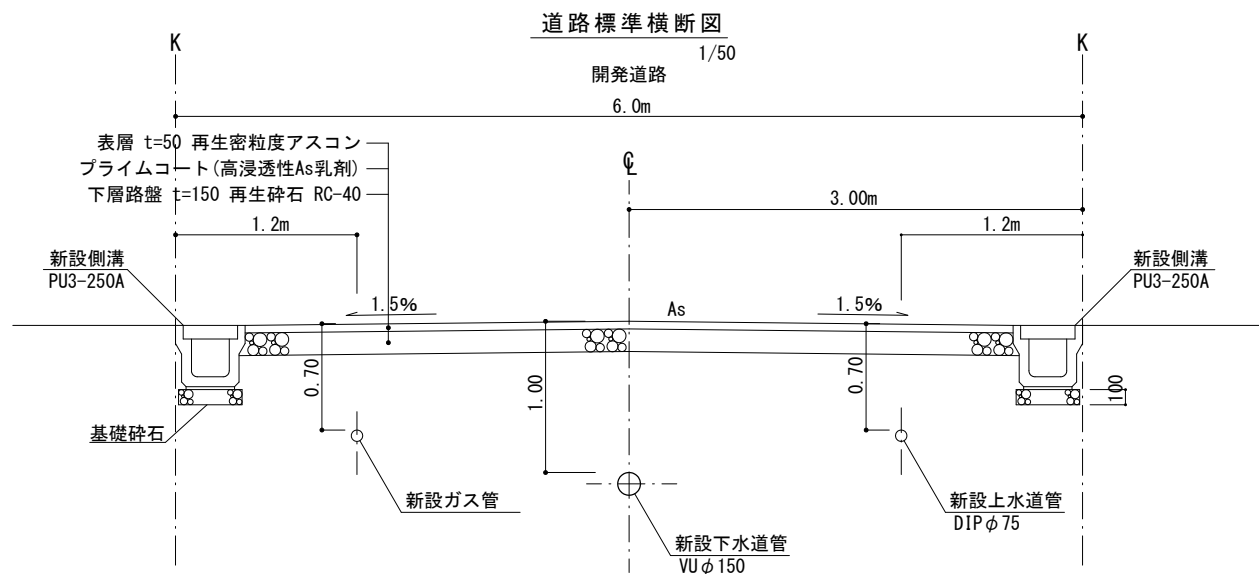 道路標準横断図
1/50
K
K
開発道路
6.0m
表層 t=50 再生密粒度アスコン
プライムコート(高浸透性As乳剤)
下層路盤 t=150 再生砕石 RC-40
℄
3.00m
1.2m
1.2m
新設側溝
PU3-250A
新設側溝
PU3-250A
1.5%
As
1.5%
0.70
1.00
0.70
100
基礎砕石
新設ガス管
新設上水道管
DIPφ75
新設下水道管
VUφ150